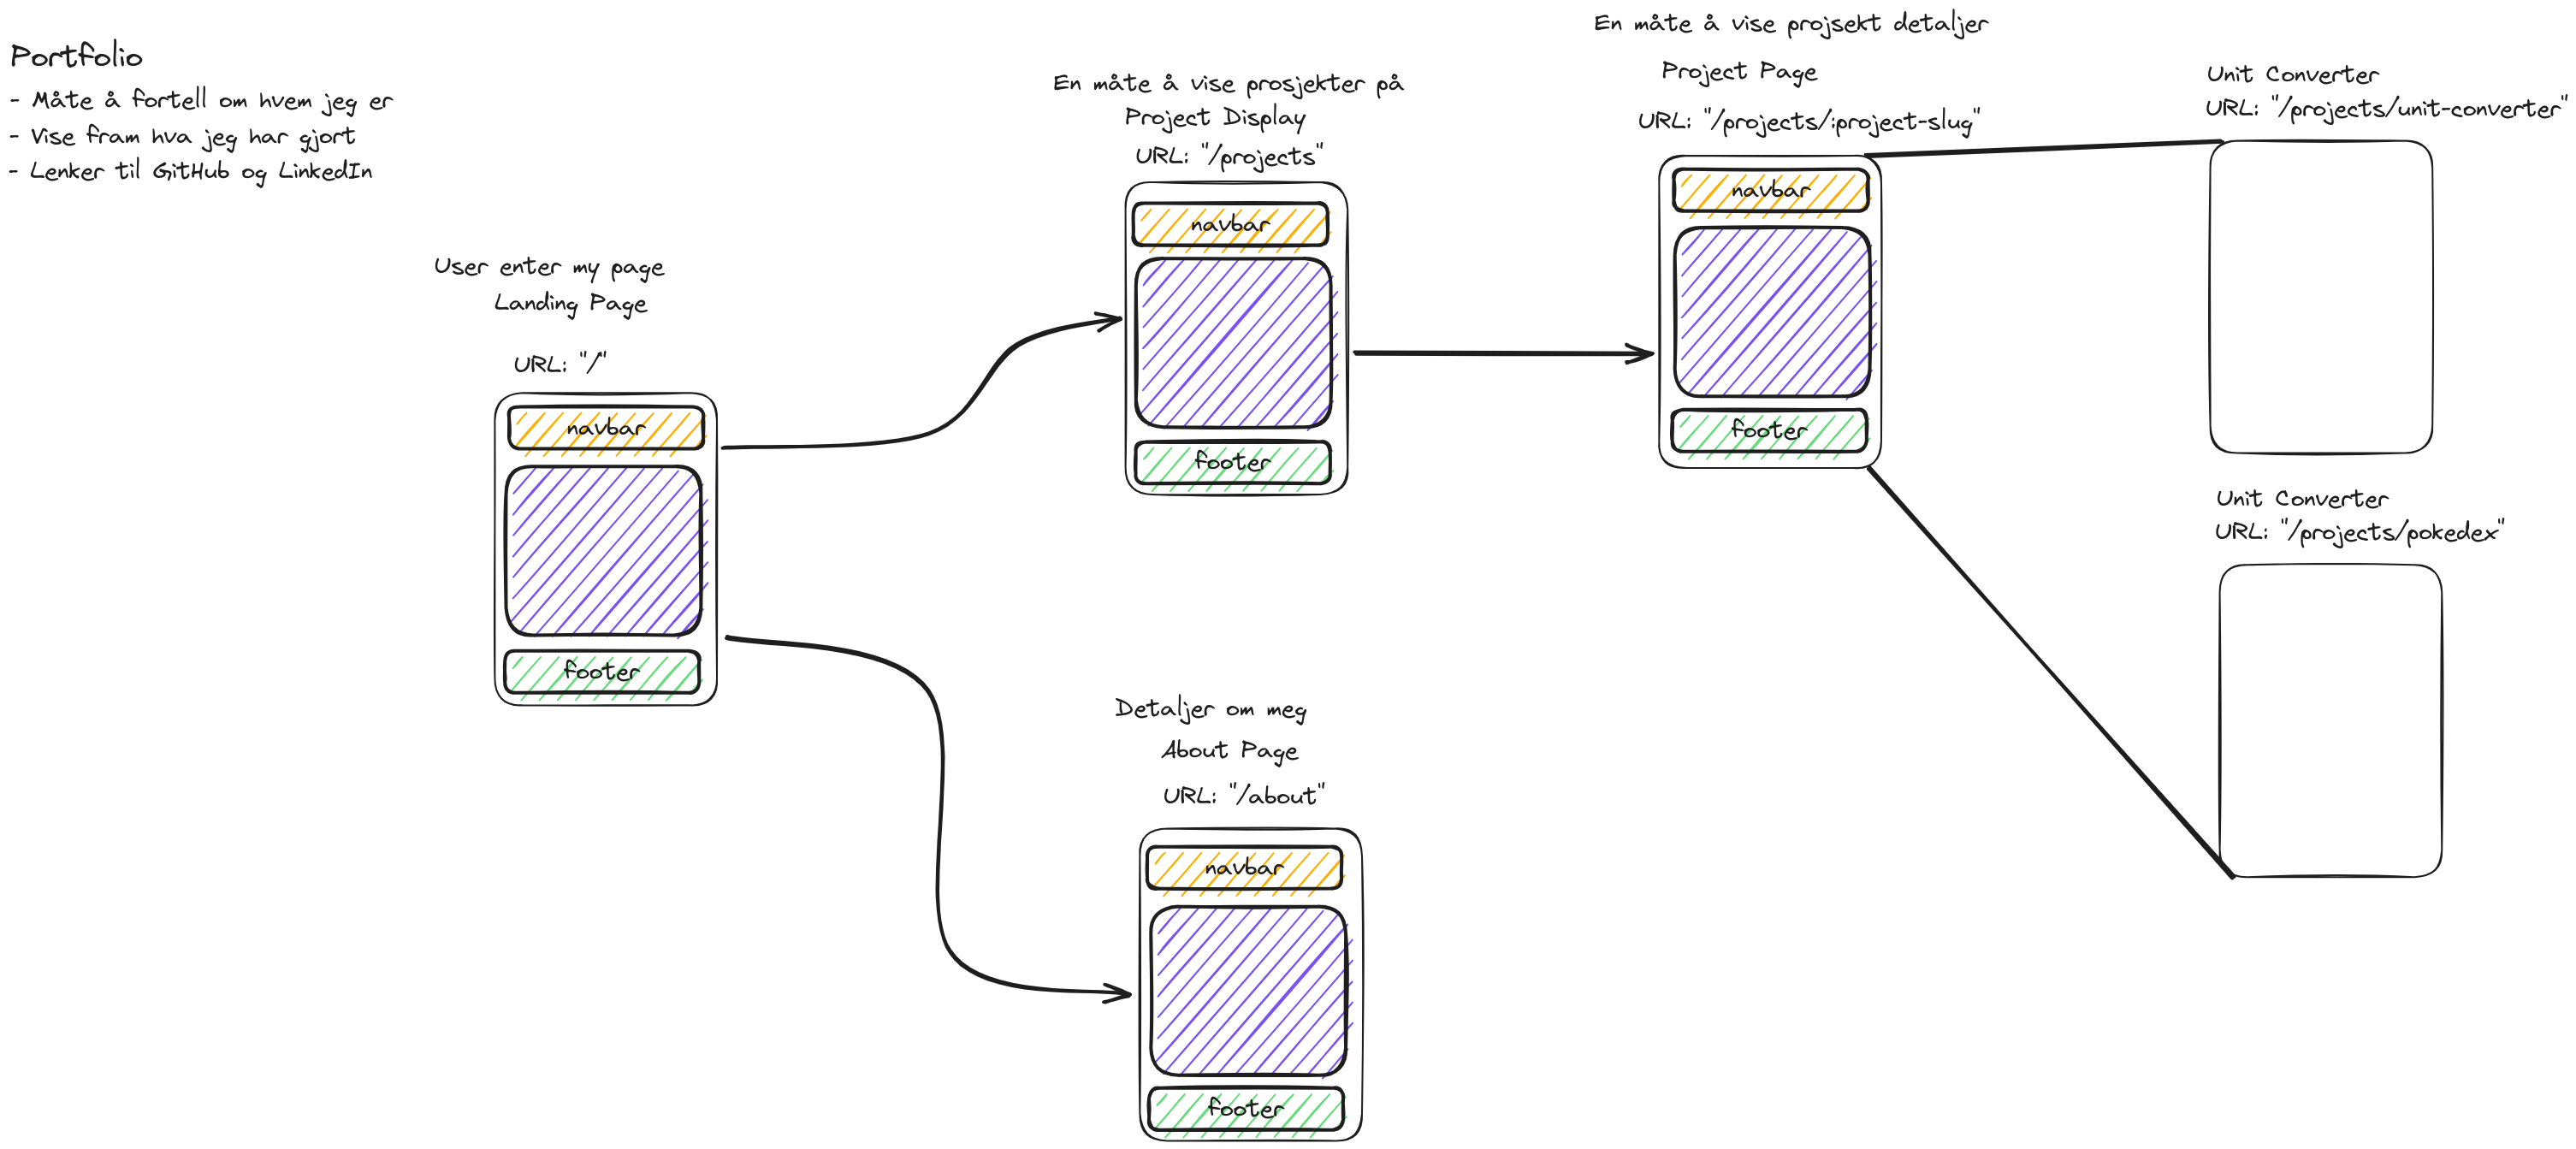 Portfolio
- Måte å fortell om hvem jeg er
- Vise fram hva jeg har gjort
- Lenker til GitHub og LinkedIn
User enter my page
Landing Page
URL: "/"
navbar
footer
En måte å vise prosjekter på
Project Display
URL: "/projects"
navbar
footer
Detaljer om meg
About Page
URL: "/about"
navbar
footer
En måte å vise projsekt detaljer
Project Page
URL: "/projects/:project-slug"
navbar
footer
Unit Converter
URL: "/projects/unit-converter"
Unit Converter
URL: "/projects/pokedex"